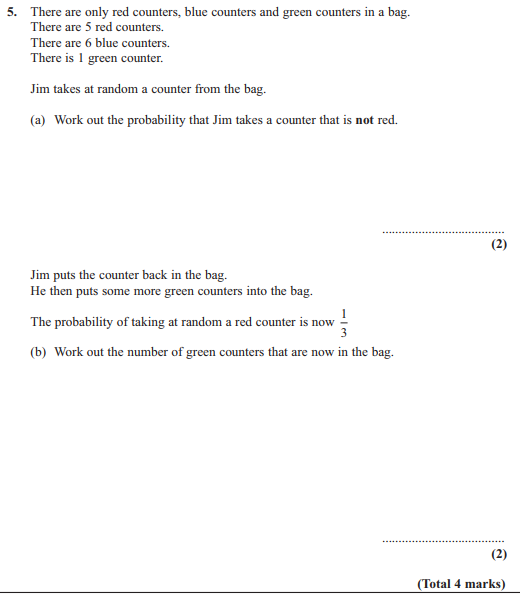 5. There are only red counters, blue counters and green counters in a bag.
There are 5 red counters.
There are 6 blue counters.
There is 1 green counter.
Jim takes at random a counter from the bag.
(a) Work out the probability that Jim takes a counter that is not red.
......................................
(2)
Jim puts the counter back in the bag.
He then puts some more green counters into the bag.
The probability of taking at random a red counter is now 1/3
(b) Work out the number of green counters that are now in the bag.
......................................
(2)
(Total 4 marks)